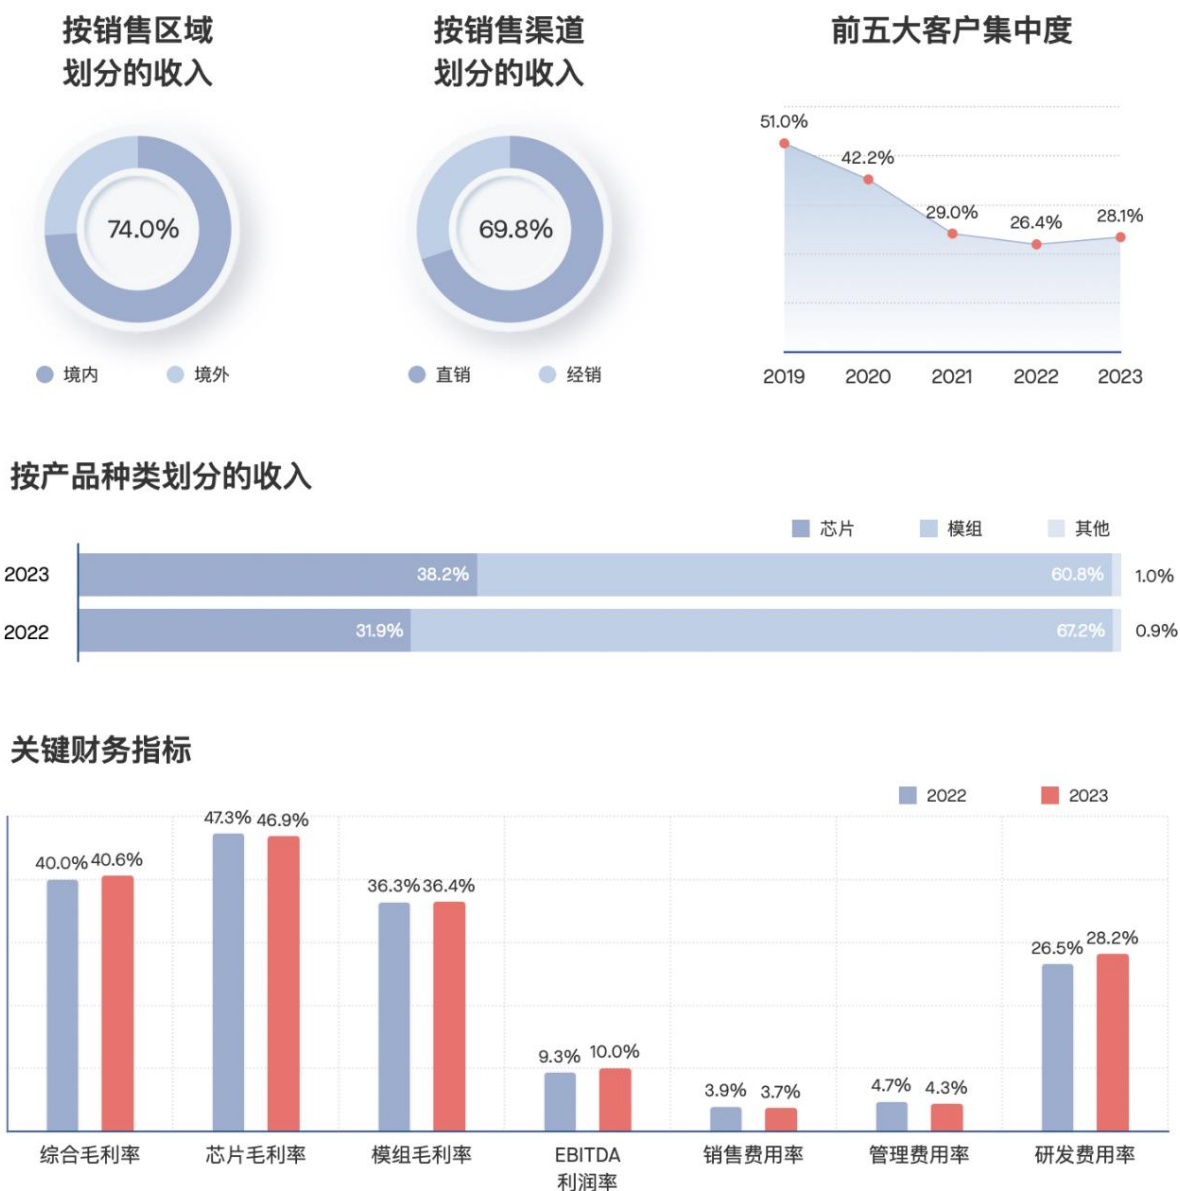 按销售区域
划分的收入
74.0%
境内 境外
按销售渠道
划分的收入
69.8%
直销 经销
前五大客户集中度
51.0%
42.2%
29.0%
26.4%
28.1%
2019 2020 2021 2022 2023
按产品种类划分的收入
芯片 模组 其他
2023 38.2% 60.8% 1.0%
2022 31.9% 67.2% 0.9%
关键财务指标
2022 2023
40.0% 40.6%
47.3% 46.9%
36.3% 36.4%
9.3% 10.0%
3.9% 3.7%
4.7% 4.3%
26.5% 28.2%
综合毛利率 芯片毛利率 模组毛利率 EBITDA 销售费用率 管理费用率 研发费用率
利润率